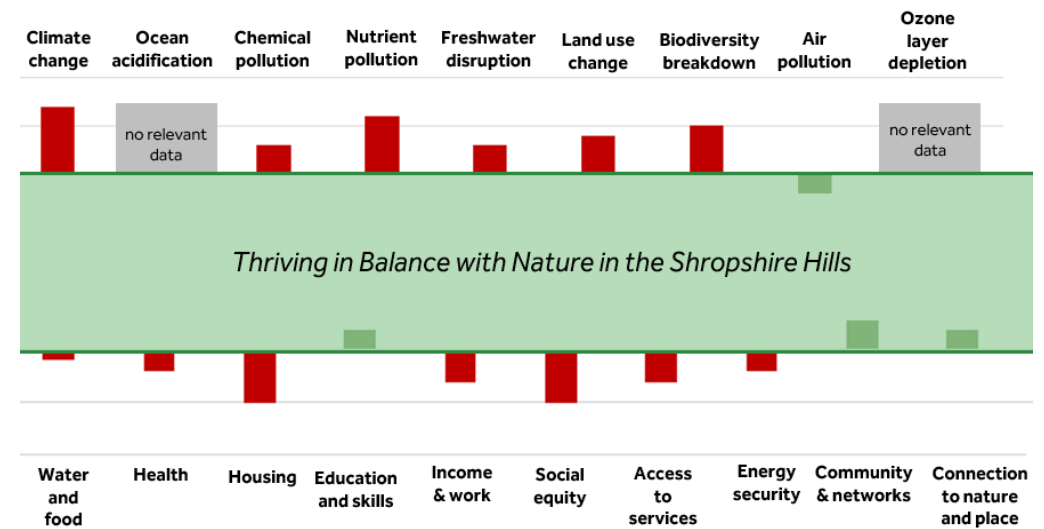 Climate
change
Ocean
acidification
Chemical
pollution
Nutrient
pollution
Freshwater
disruption
Land use
change
Biodiversity
breakdown
Air
pollution
Ozone
layer
depletion
no relevant
data
no relevant
data
Thriving in Balance with Nature in the Shropshire Hills
Water
and
food
Health
Housing
Education
and skills
Income
& work
Social
equity
Access
to
services
Energy
security
Community
& networks
Connection
to nature
and place